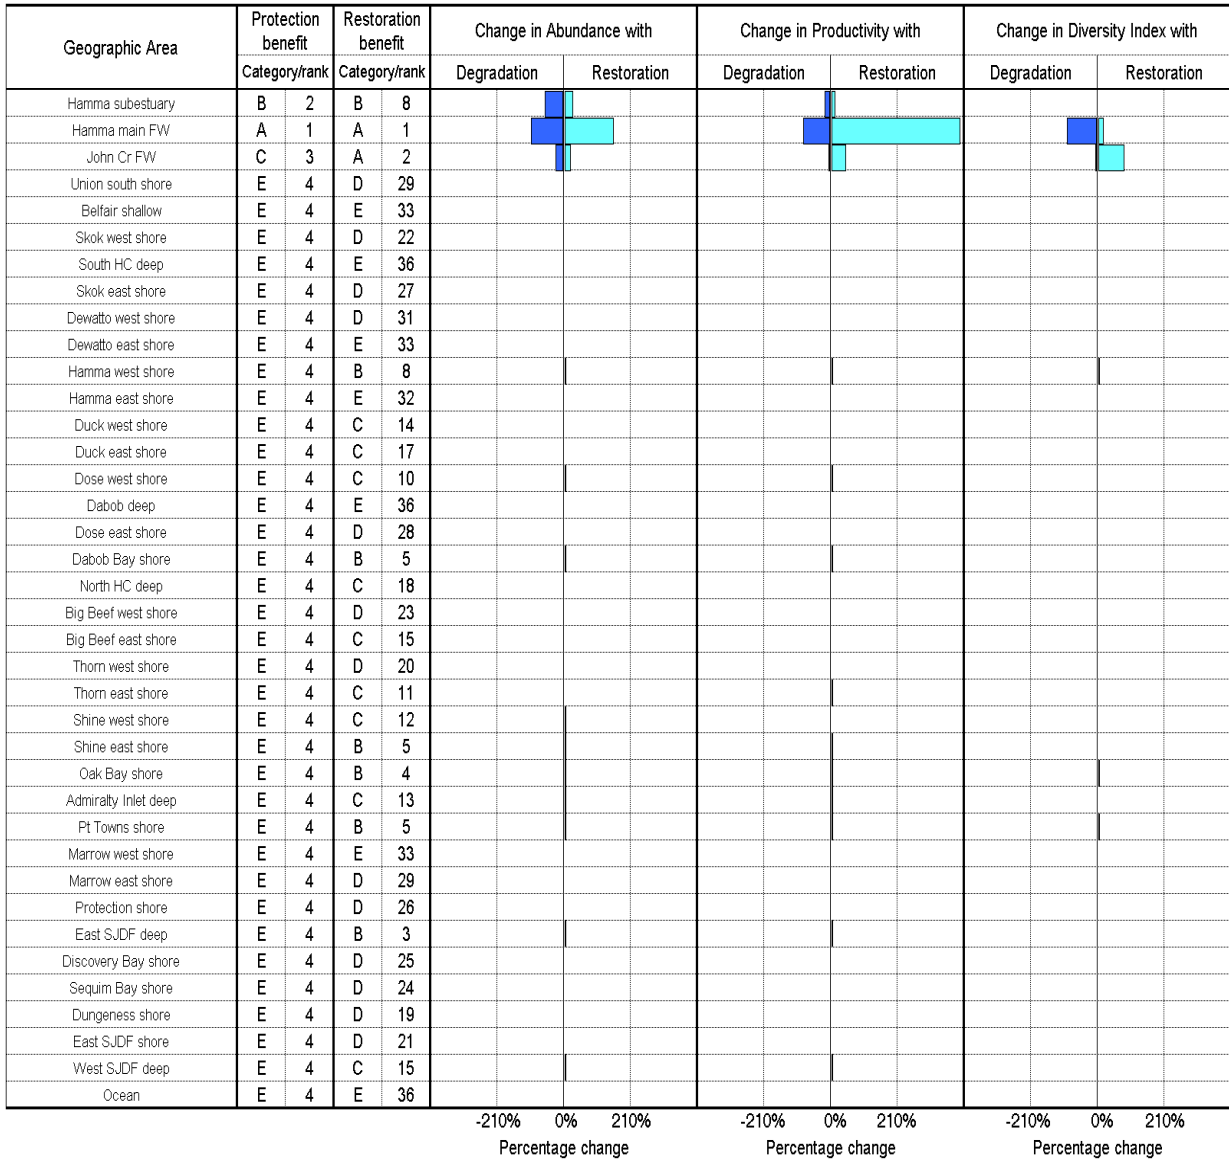 Geographic Area
Protection benefit
Restoration benefit
Change in Abundance with
Change in Productivity with
Change in Diversity Index with
Category/rank Category/rank Degradation Restoration Degradation Restoration Degradation Restoration
Hamma subestuary B 2 B 8
Hamma main FW A 1 A 1
John Cr FW C 3 A 2
Union south shore E 4 D 29
Belfair shallow E 4 E 33
Skok west shore E 4 D 22
South HC deep E 4 E 36
Skok east shore E 4 D 27
Dewatto west shore E 4 D 31
Dewatto east shore E 4 E 33
Hamma west shore E 4 B 8
Hamma east shore E 4 E 32
Duck west shore E 4 C 14
Duck east shore E 4 C 17
Dose west shore E 4 C 10
Dabob deep E 4 E 36
Dose east shore E 4 D 28
Dabob Bay shore E 4 B 5
North HC deep E 4 C 18
Big Beef west shore E 4 D 23
Big Beef east shore E 4 C 15
Thorn west shore E 4 D 20
Thorn east shore E 4 C 11
Shine west shore E 4 C 12
Shine east shore E 4 B 5
Oak Bay shore E 4 B 4
Admiralty Inlet deep E 4 C 13
Pt Towns shore E 4 B 5
Marrow west shore E 4 E 33
Marrow east shore E 4 D 29
Protection shore E 4 D 26
East SJDF deep E 4 B 3
Discovery Bay shore E 4 D 25
Sequim Bay shore E 4 D 24
Dungeness shore E 4 D 19
East SJDF shore E 4 D 21
West SJDF deep E 4 C 15
Ocean E 4 E 36
-210% 0% 210% -210% 0% 210% -210% 0% 210%
Percentage change Percentage change Percentage change